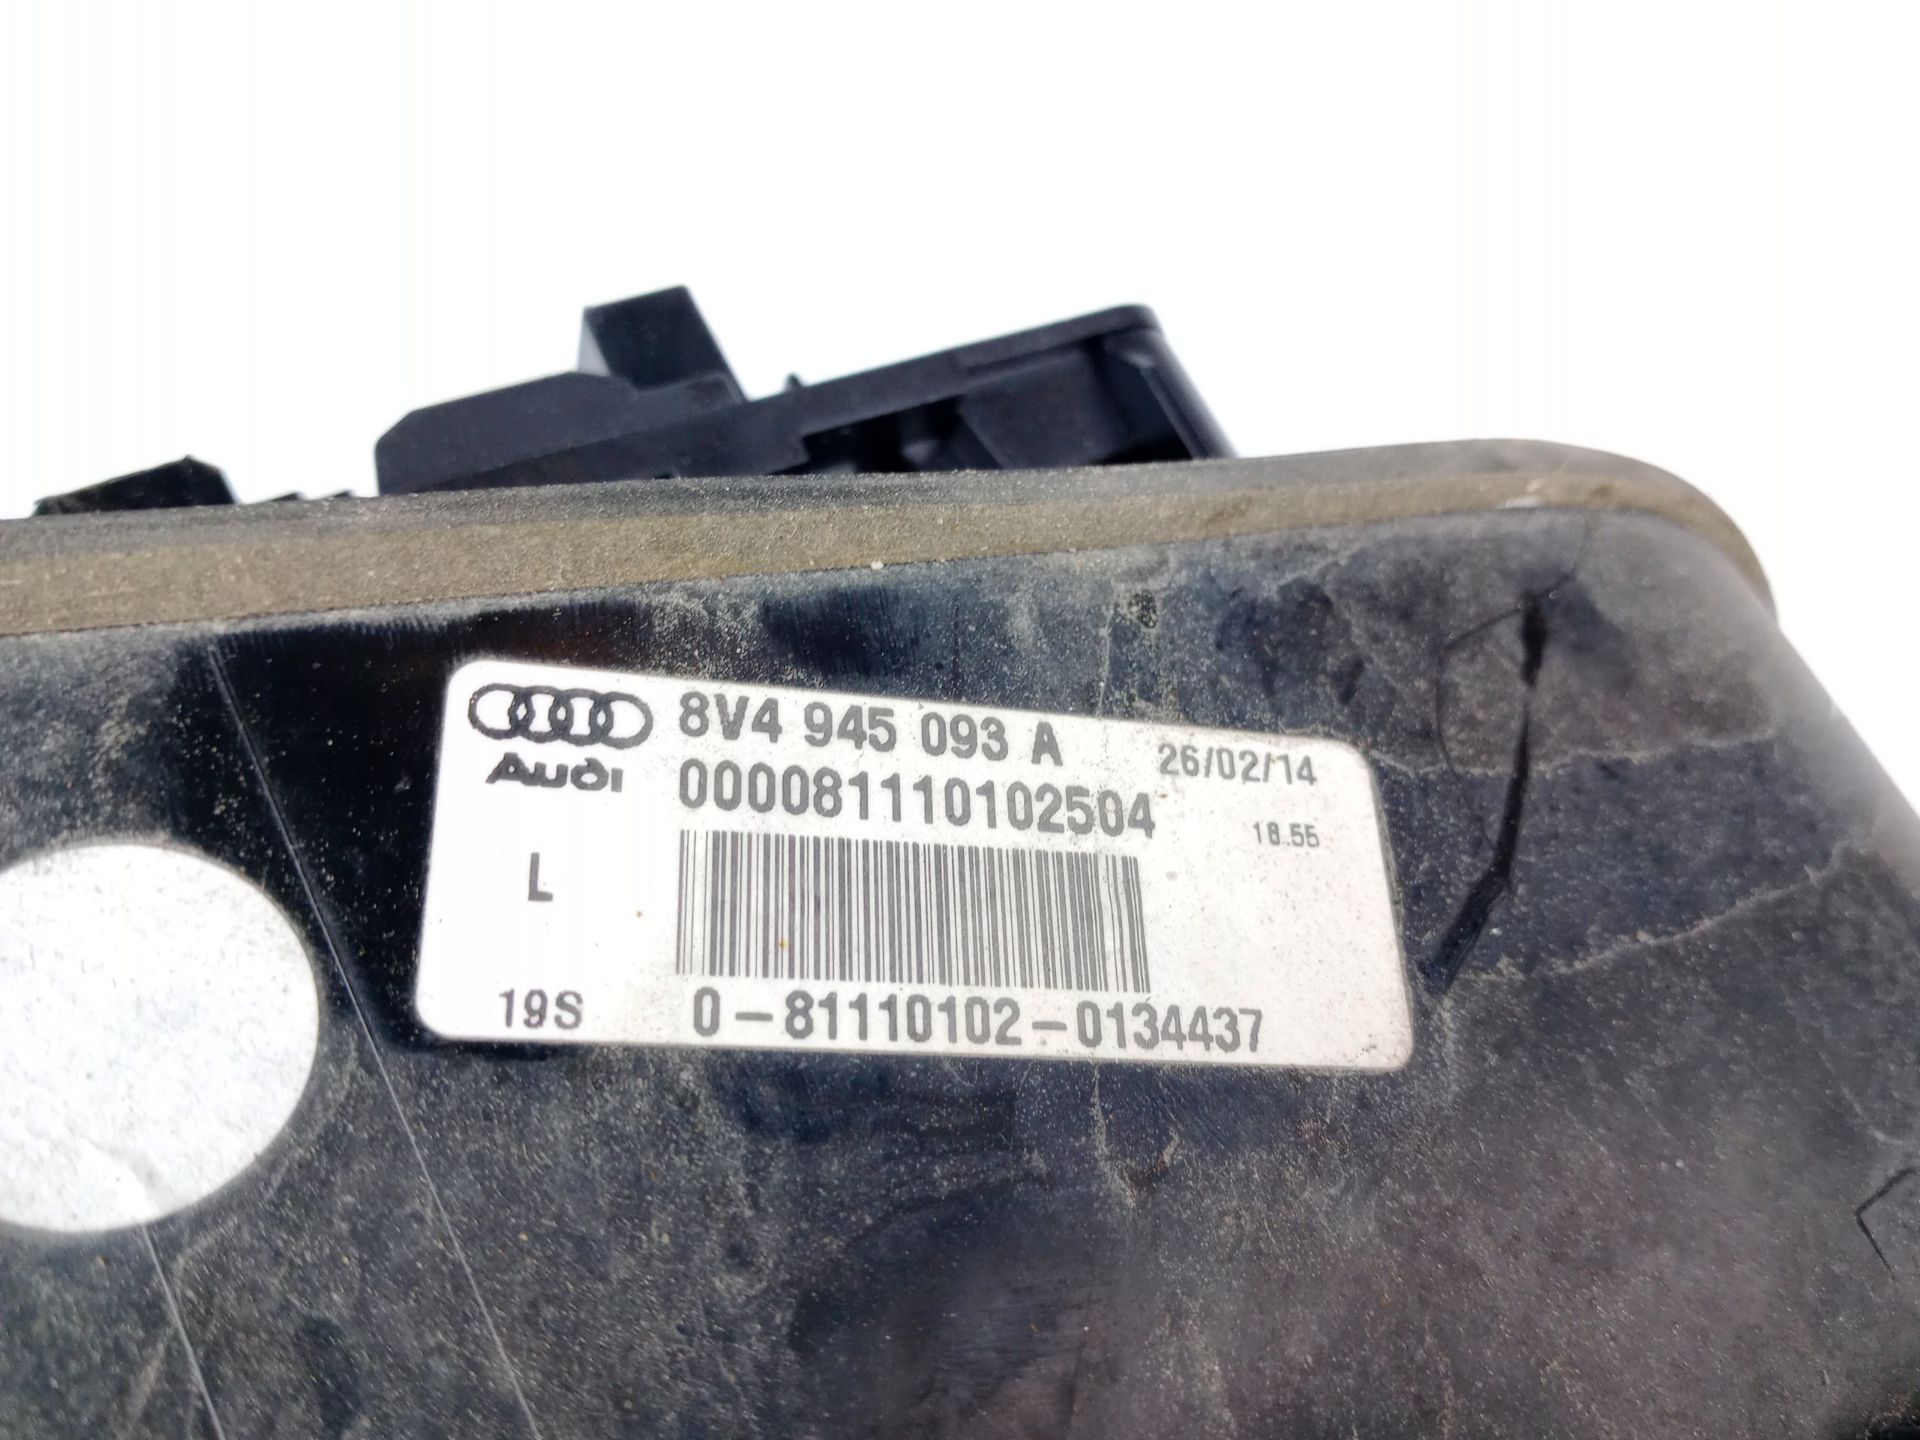 8V4 945 093 A
26/02/14
Audi
000081110102504
18.55
L
19S
0-81110102-0134437